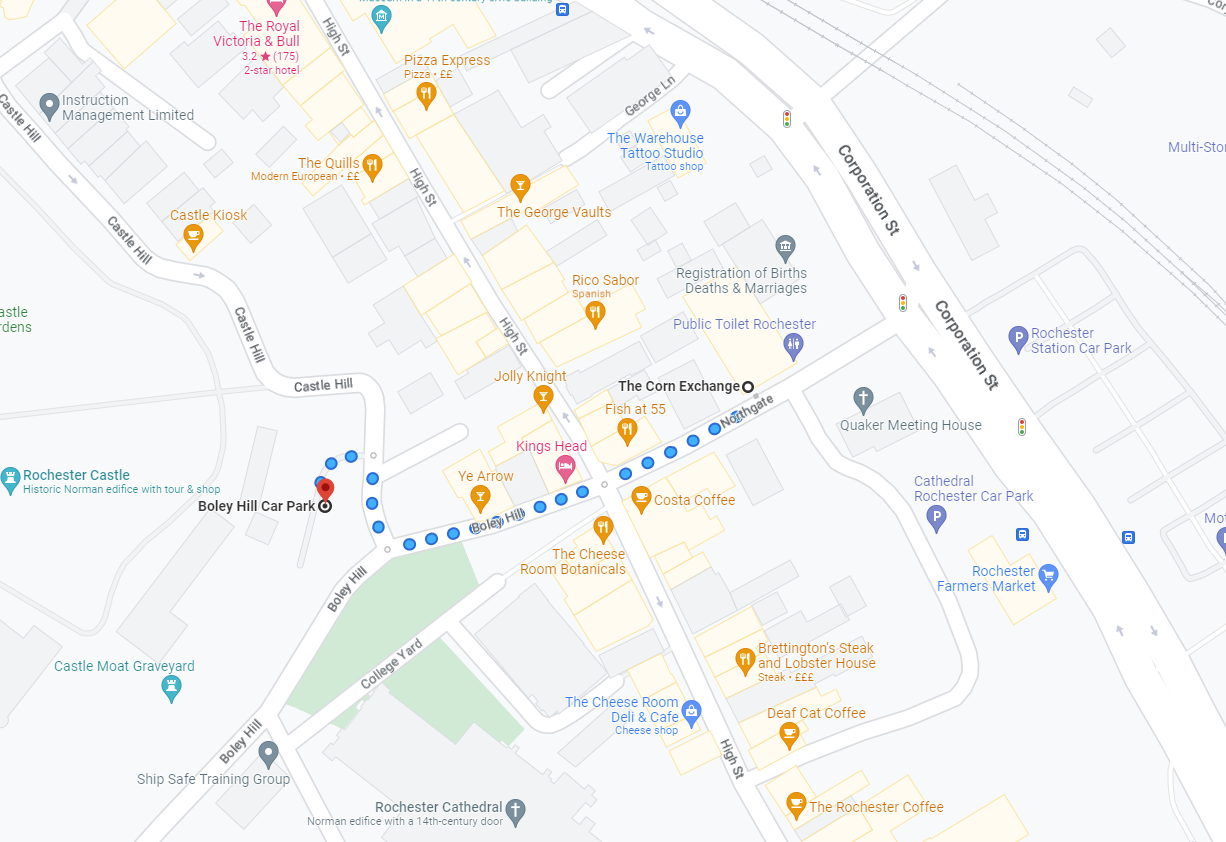 Museum in a 17th century civic building
The Royal
Victoria & Bull
3.2 ★ (175)
2-star hotel
High St
Pizza Express
Pizza • ££
Instruction
Management Limited
Castle Hill
George Ln
The Warehouse
Tattoo Studio
Tattoo shop
Multi-Stor
The Quills
Modern European • ££
High St
The George Vaults
Corporation St
Castle Kiosk
Castle Hill
Registration of Births
Deaths & Marriages
Rico Sabor
Spanish
astle
rdens
Castle Hill
High St
Public Toilet Rochester
Corporation St
Rochester
Station Car Park
Castle Hill
Jolly Knight
The Corn Exchange
Fish at 55
Northgate
Quaker Meeting House
Kings Head
Rochester Castle
Historic Norman edifice with tour & shop
Ye Arrow
Costa Coffee
Cathedral
Rochester Car Park
P
Boley Hill Car Park
Boley Hill
Mot
The Cheese
Room Botanicals
Rochester
Farmers Market
Boley Hill
Castle Moat Graveyard
College Yard
Brettington's Steak
and Lobster House
Steak • £££
The Cheese Room
Deli & Cafe
Cheese shop
Deaf Cat Coffee
Boley Hill
High St
Ship Safe Training Group
Rochester Cathedral
Norman edifice with a 14th-century door
The Rochester Coffee